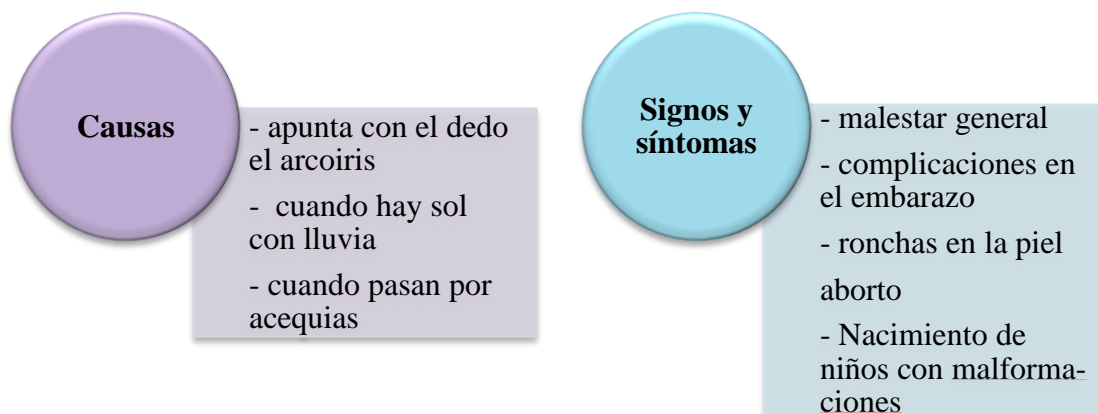 Causas
- apunta con el dedo
el arcoiris
- cuando hay sol
con lluvia
- cuando pasan por
acequias
Signos y
síntomas
- malestar general
- complicaciones en
el embarazo
- ronchas en la piel
aborto
- Nacimiento de
niños con malforma-
ciones